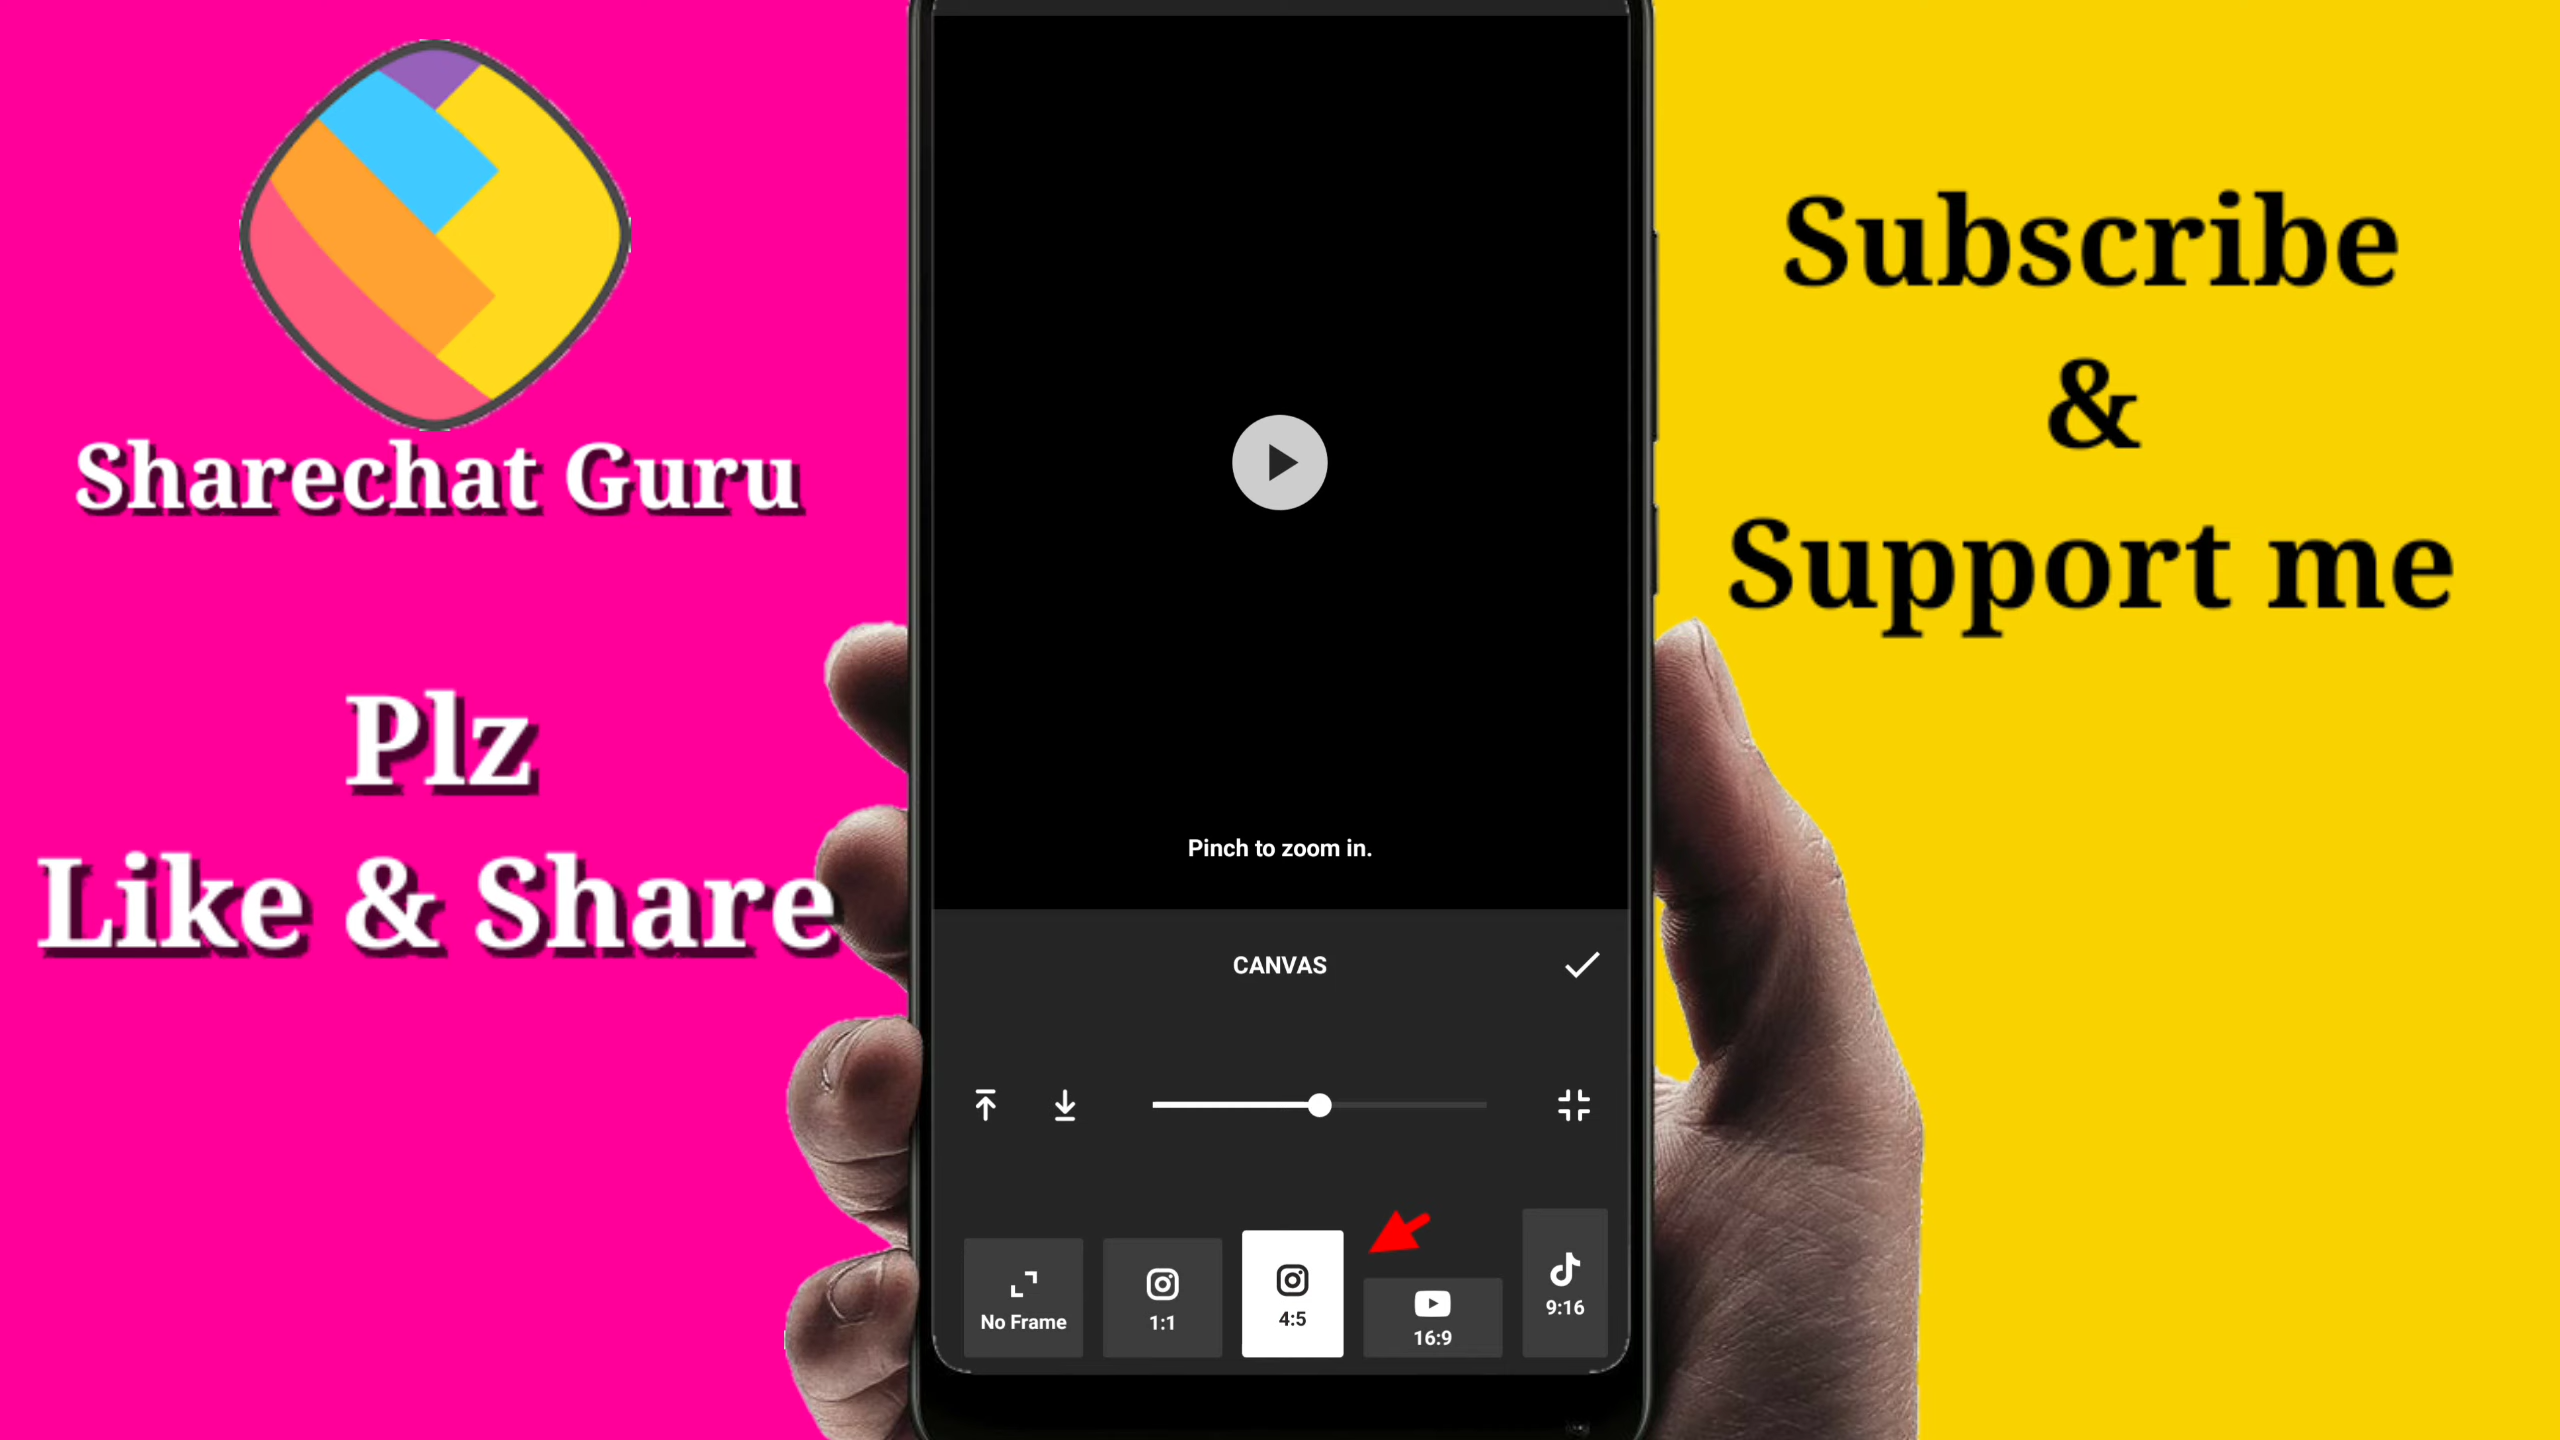 Sharechat Guru
Plz
Like & Share
Subscribe
&
Support me
Pinch to zoom in.
CANVAS
No Frame
1:1
4:5
16:9
9:16